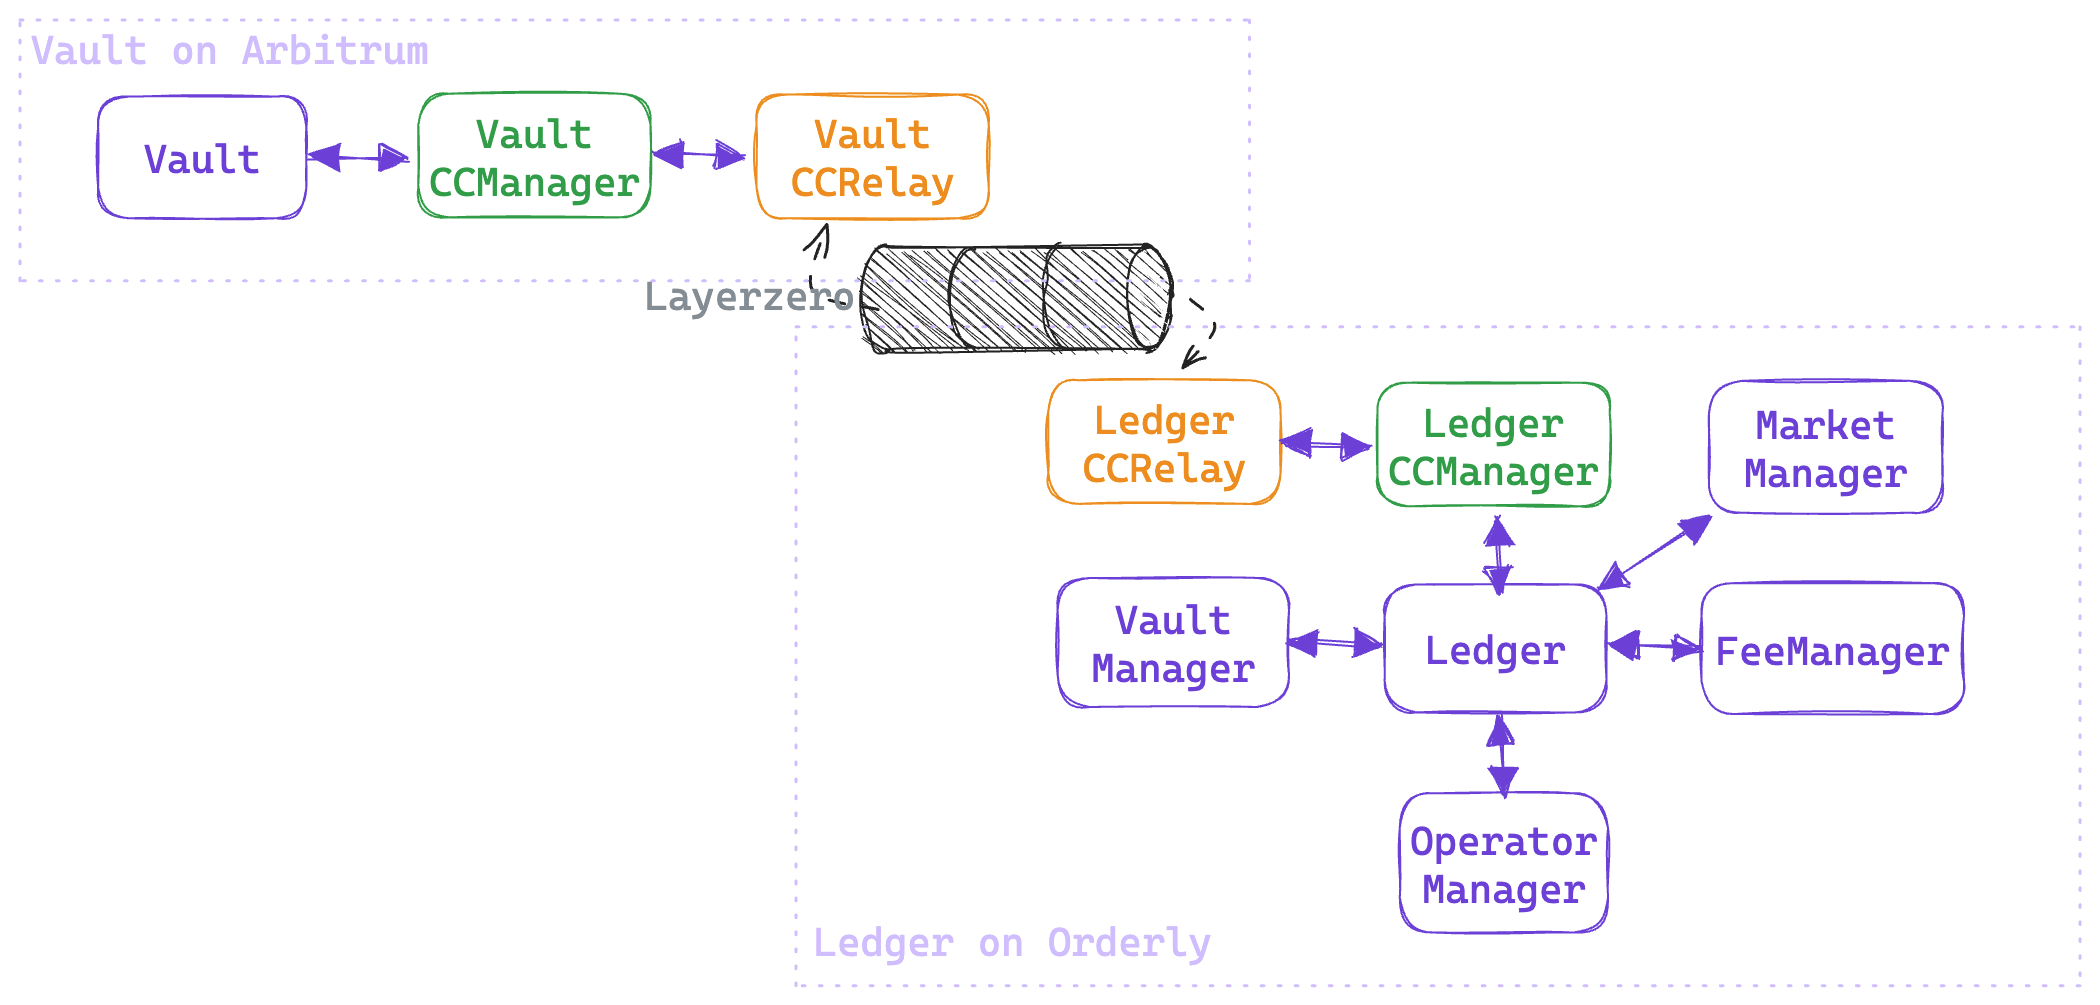 Vault on Arbitrum
Vault
Vault
CCManager
Vault
CCRelay
Layerzero
Ledger
CCRelay
Ledger
CCManager
Market
Manager
Vault
Manager
Ledger
FeeManager
Operator
Manager
Ledger on Orderly